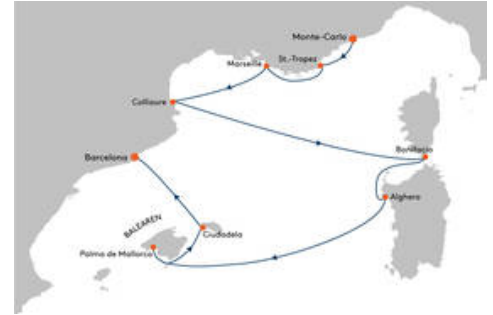 Monte-Carlo
St.-Tropez
Marseille
Collioure
Bonifacio
Barcelona
Alghero
BALEAREN
Ciudadela
Palma de Mallorca